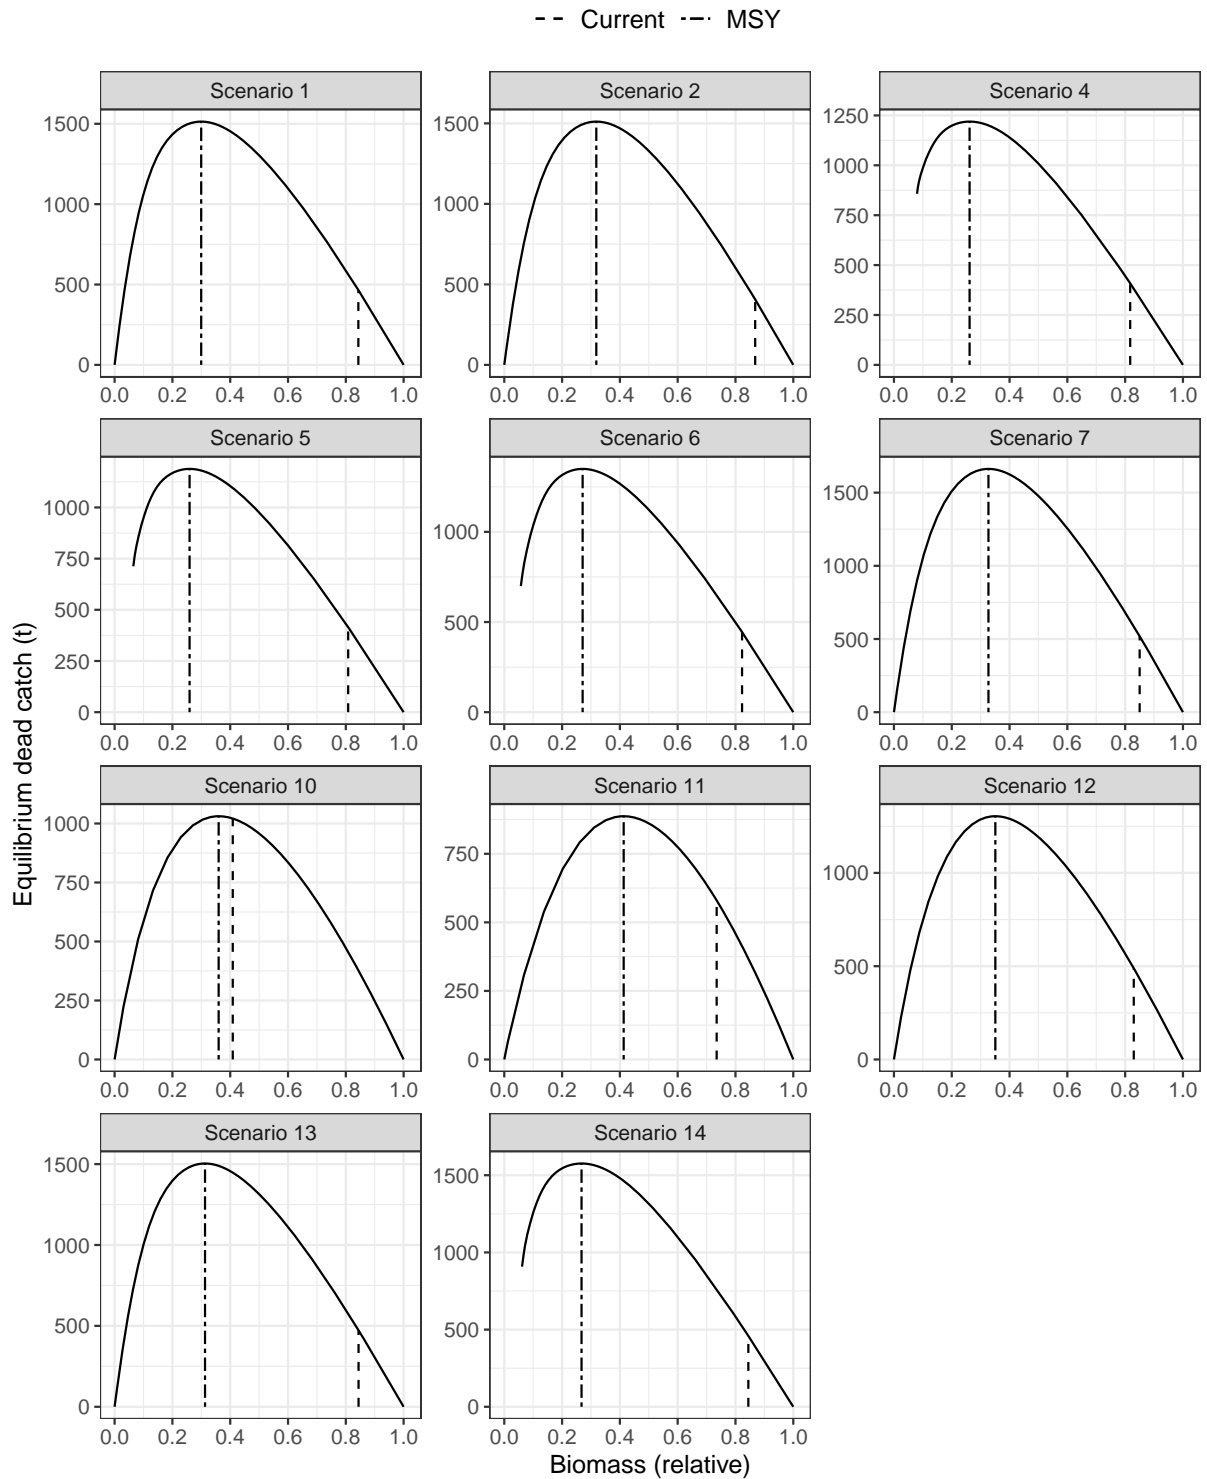 Current MSY
Scenario 1 Scenario 2 Scenario 4
1500 1000 500 0
1500 1000 500 0
1250 1000 750 500 250 0
0.0 0.2 0.4 0.6 0.8 1.0 0.0 0.2 0.4 0.6 0.8 1.0 0.0 0.2 0.4 0.6 0.8 1.0
Scenario 5 Scenario 6 Scenario 7
1000 750 500 250 0
1000 500 0
1500 1000 500 0
0.0 0.2 0.4 0.6 0.8 1.0 0.0 0.2 0.4 0.6 0.8 1.0 0.0 0.2 0.4 0.6 0.8 1.0
Equilibrium dead catch (t)
Scenario 10 Scenario 11 Scenario 12
1000 750 500 250 0
750 500 250 0
1000 500 0
0.0 0.2 0.4 0.6 0.8 1.0 0.0 0.2 0.4 0.6 0.8 1.0 0.0 0.2 0.4 0.6 0.8 1.0
Scenario 13 Scenario 14
1500 1000 500 0
1500 1000 500 0
0.0 0.2 0.4 0.6 0.8 1.0 0.0 0.2 0.4 0.6 0.8 1.0
Biomass (relative)